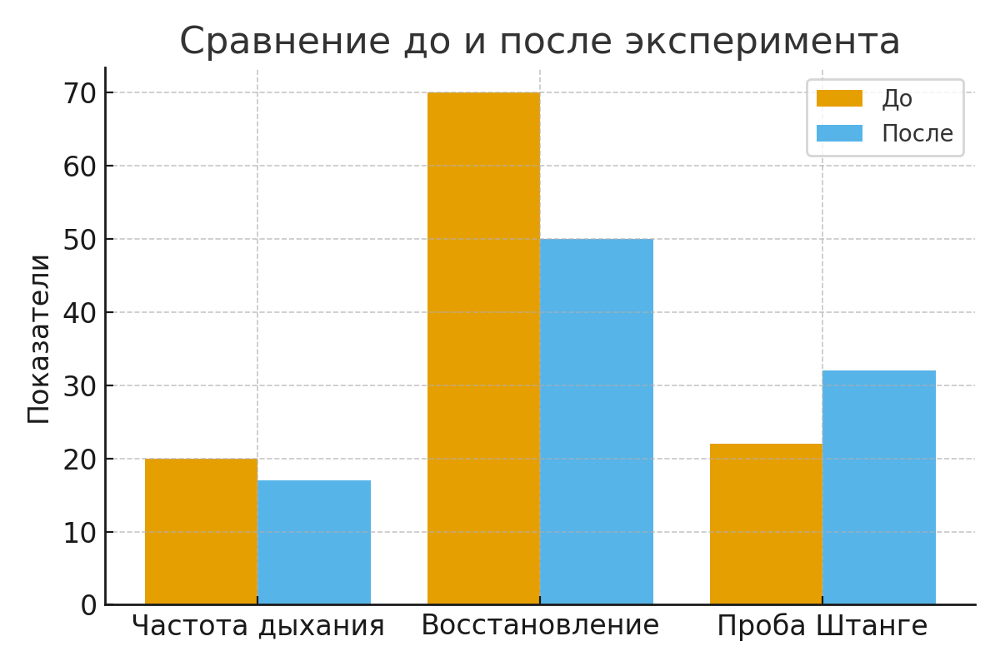 Сравнение до и после эксперимента
До
После
Показатели
70
60
50
40
30
20
10
0
Частота дыхания
Восстановление
Проба Штанге